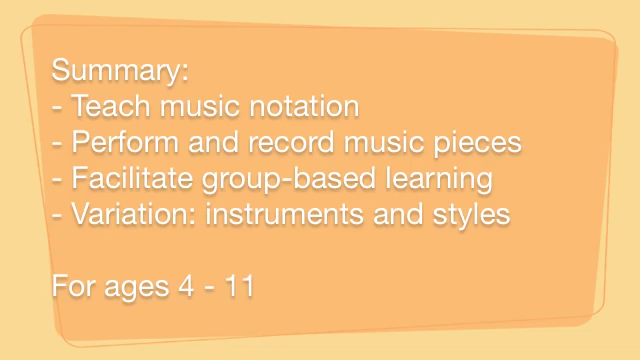 Summary:
- Teach music notation
- Perform and record music pieces
- Facilitate group-based learning
- Variation: instruments and styles
For ages 4 - 11